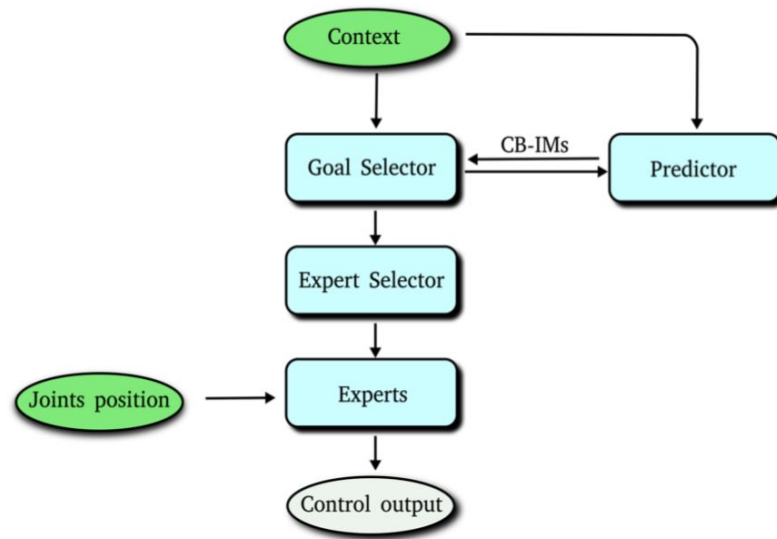 Context
CB-IMs
Goal Selector
Predictor
Expert Selector
Joints position
Experts
Control output